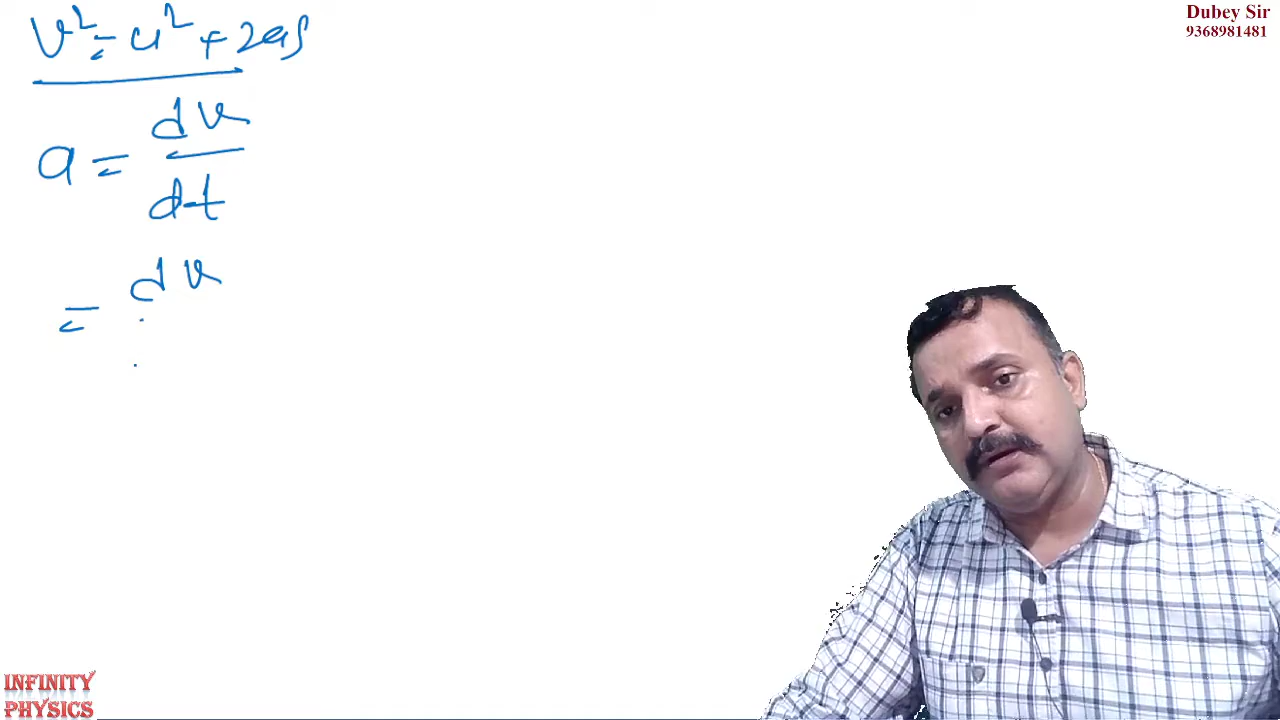 v² = u² + 2as
a = dv
dt
= dv
Dubey Sir
9368981481
INFINITY
PHYSICS